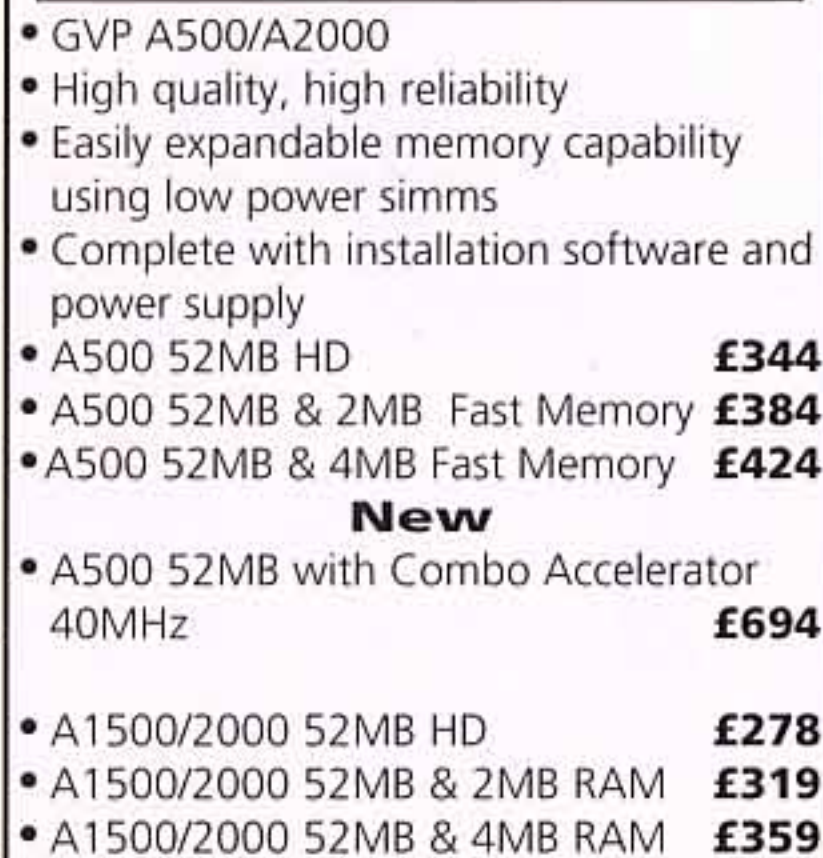 • GVP A500/A2000
• High quality, high reliability
• Easily expandable memory capability
using low power simms
• Complete with installation software and
power supply
• A500 52MB HD £344
• A500 52MB & 2MB Fast Memory £384
• A500 52MB & 4MB Fast Memory £424
New
• A500 52MB with Combo Accelerator
40MHz £694
• A1500/2000 52MB HD £278
• A1500/2000 52MB & 2MB RAM £319
• A1500/2000 52MB & 4MB RAM £359